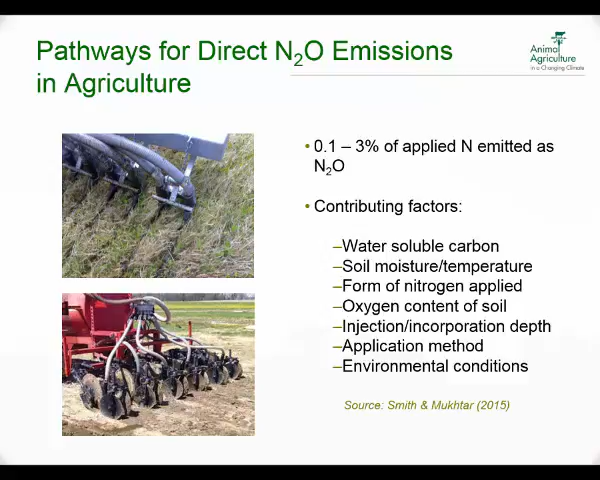 Pathways for Direct N₂O Emissions
in Agriculture
Animal
Agriculture
in a Changing Climate
• 0.1 – 3% of applied N emitted as
N₂O
• Contributing factors:
–Water soluble carbon
–Soil moisture/temperature
–Form of nitrogen applied
–Oxygen content of soil
–Injection/incorporation depth
–Application method
–Environmental conditions
Source: Smith & Mukhtar (2015)